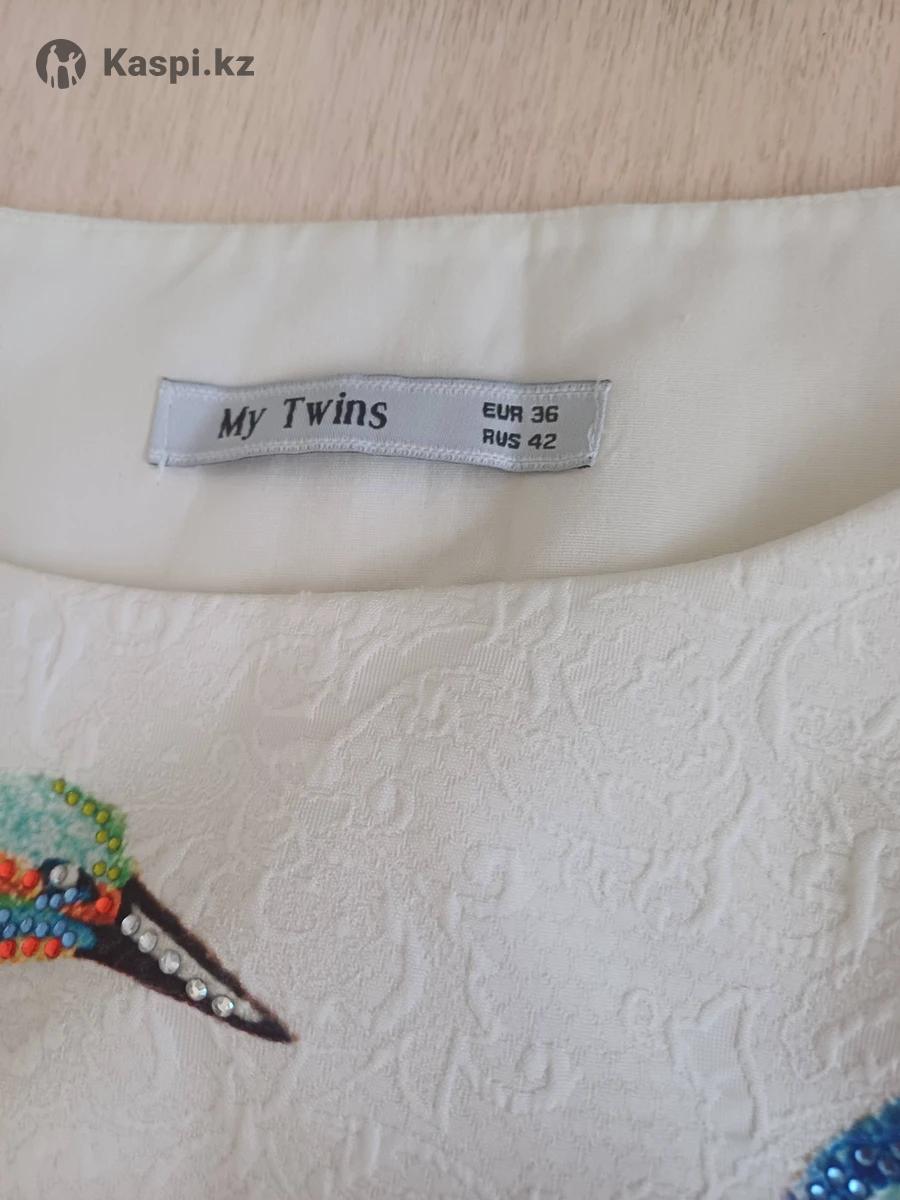 Kaspi.kz
My Twins
EUR 36
RUS 42